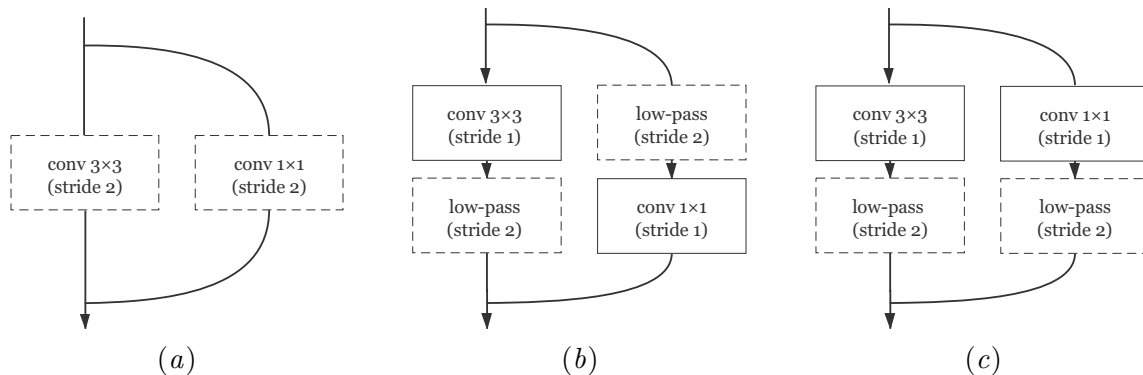 conv 3×3
(stride 2)
conv 1×1
(stride 2)
(a)
conv 3×3
(stride 1)
low-pass
(stride 2)
low-pass
(stride 2)
conv 1×1
(stride 1)
(b)
conv 3×3
(stride 1)
conv 1×1
(stride 1)
low-pass
(stride 2)
low-pass
(stride 2)
(c)